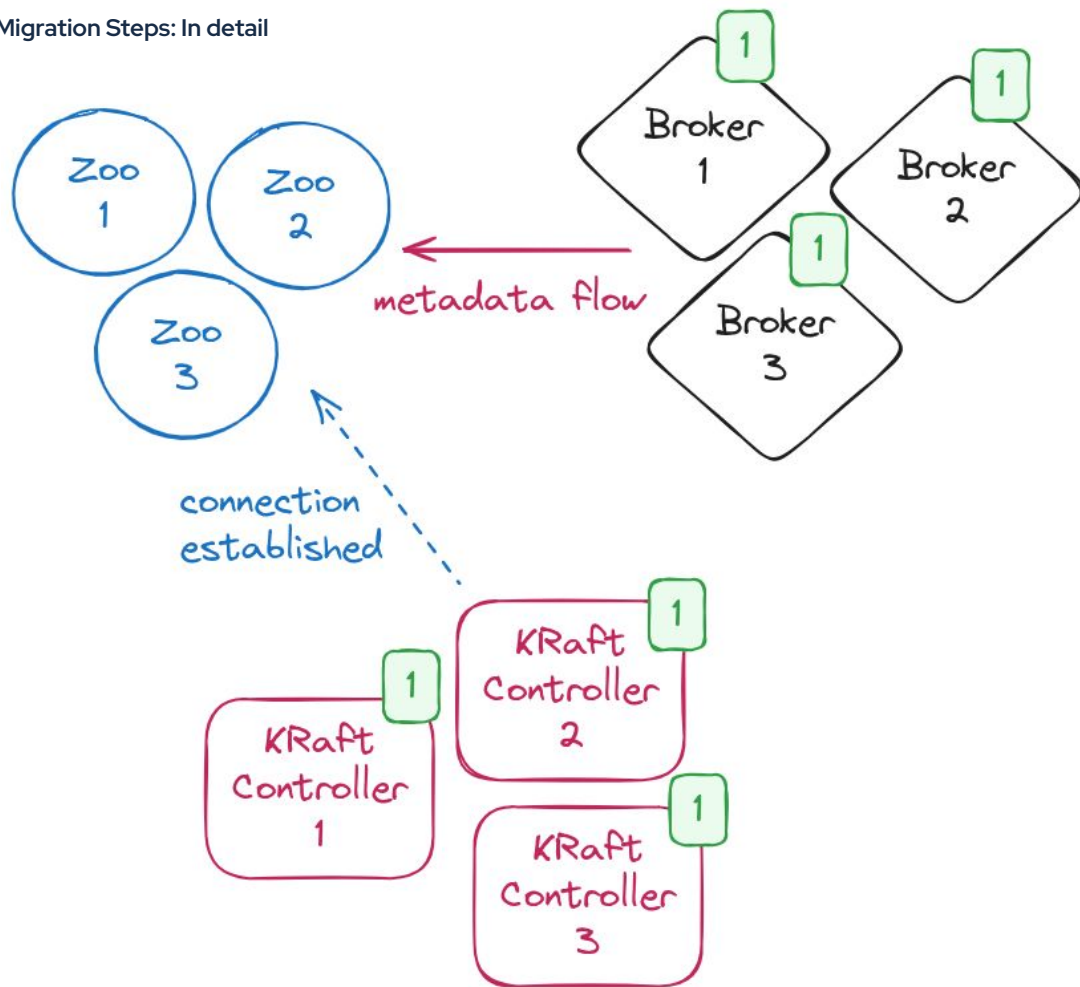 Migration Steps: In detail
Zoo
1
Zoo
2
Zoo
3
metadata flow
1
Broker
1
1
Broker
2
1
Broker
3
connection
established
1
KRaft
Controller
1
1
KRaft
Controller
2
1
KRaft
Controller
3